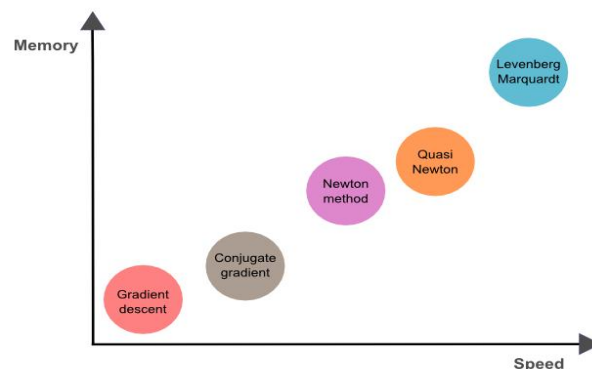 Memory
Levenberg
Marquardt
Quasi
Newton
Newton
method
Conjugate
gradient
Gradient
descent
Speed